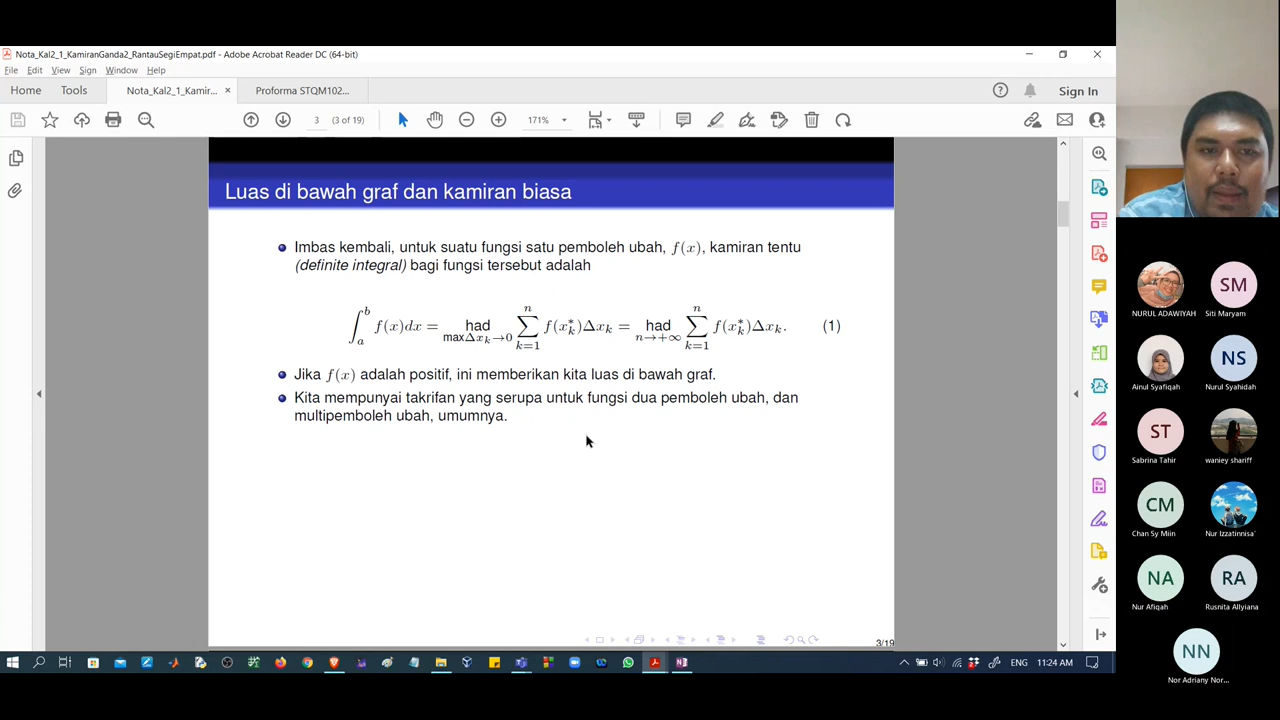 Nota_Kal2_1_KamiranGanda2_RantauSegiEmpat.pdf - Adobe Acrobat Reader DC (64-bit)
File Edit View Sign Window Help
Home Tools Nota_Kal2_1_Kamir... × Proforma STQM102... Sign In
3 (3 of 19) 171%
Luas di bawah graf dan kamiran biasa
Imbas kembali, untuk suatu fungsi satu pemboleh ubah, f(x), kamiran tentu
(definite integral) bagi fungsi tersebut adalah
∫_a^b f(x)dx = had_{maxΔx_k→0} ∑_{k=1}^n f(x_k^*)Δx_k = had_{n→+∞} ∑_{k=1}^n f(x_k^*)Δx_k. (1)
Jika f(x) adalah positif, ini memberikan kita luas di bawah graf.
Kita mempunyai takrifan yang serupa untuk fungsi dua pemboleh ubah, dan
multipemboleh ubah, umumnya.
3/19
ENG 11:24 AM
NURUL ADAWIYAH
SM
Siti Maryam
Ainul Syafiqah
NS
Nurul Syahidah
ST
Sabrina Tahir
waniey shariff
CM
Chan Sy Miin
Nur Izzatinnisa'
NA
Nur Afiqah
RA
Rusnita Allyiana
NN
Nor Adriany Nor...